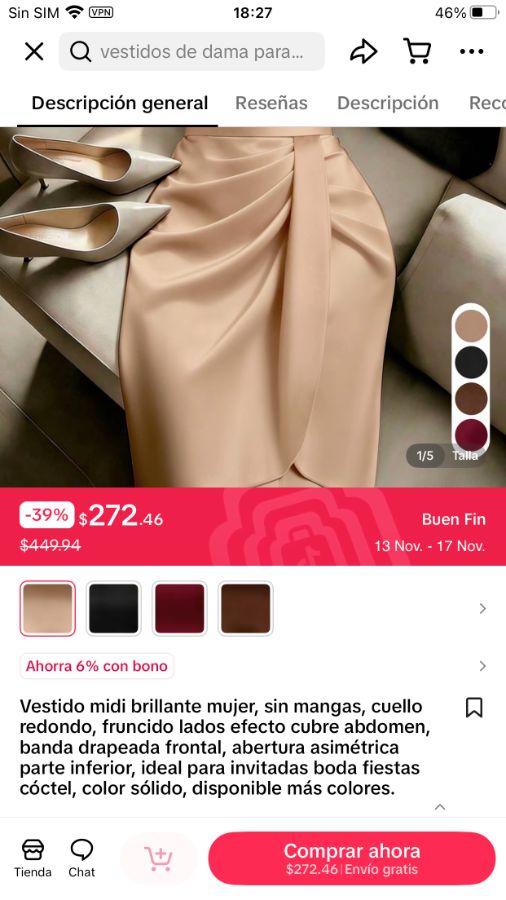 Sin SIM VPN 18:27 46%
vestidos de dama para...
Descripción general Reseñas Descripción Reco
1/5 Talla
-39% $272.46 Buen Fin
$449.94 13 Nov. - 17 Nov.
Ahorra 6% con bono
Vestido midi brillante mujer, sin mangas, cuello
redondo, fruncido lados efecto cubre abdomen,
banda drapeada frontal, abertura asimétrica
parte inferior, ideal para invitadas boda fiestas
cóctel, color sólido, disponible más colores.
Comprar ahora
Tienda Chat $272.46 | Envío gratis